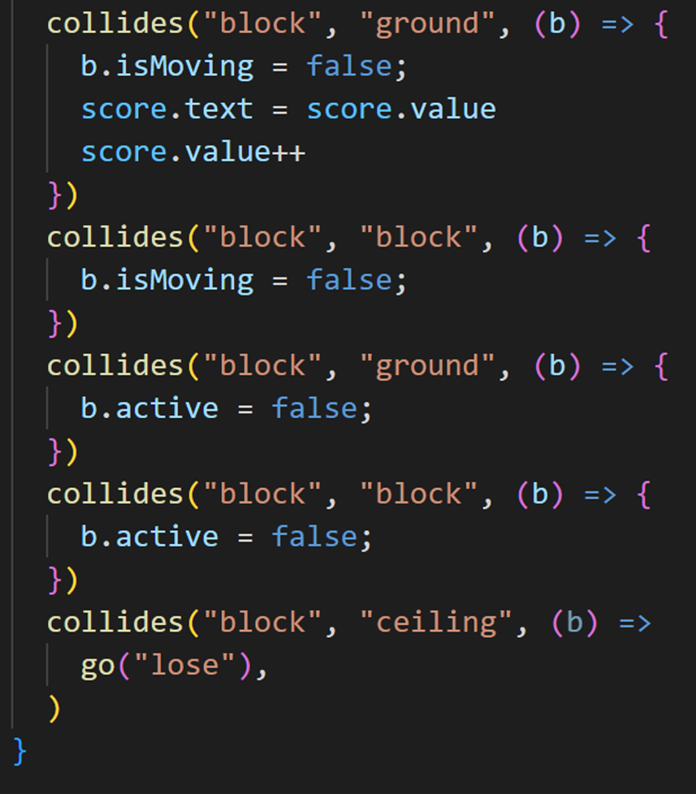 collides("block", "ground", (b) => {
b.isMoving = false;
score.text = score.value
score.value++
})
collides("block", "block", (b) => {
b.isMoving = false;
})
collides("block", "ground", (b) => {
b.active = false;
})
collides("block", "block", (b) => {
b.active = false;
})
collides("block", "ceiling", (b) =>
go("lose"),
)
}